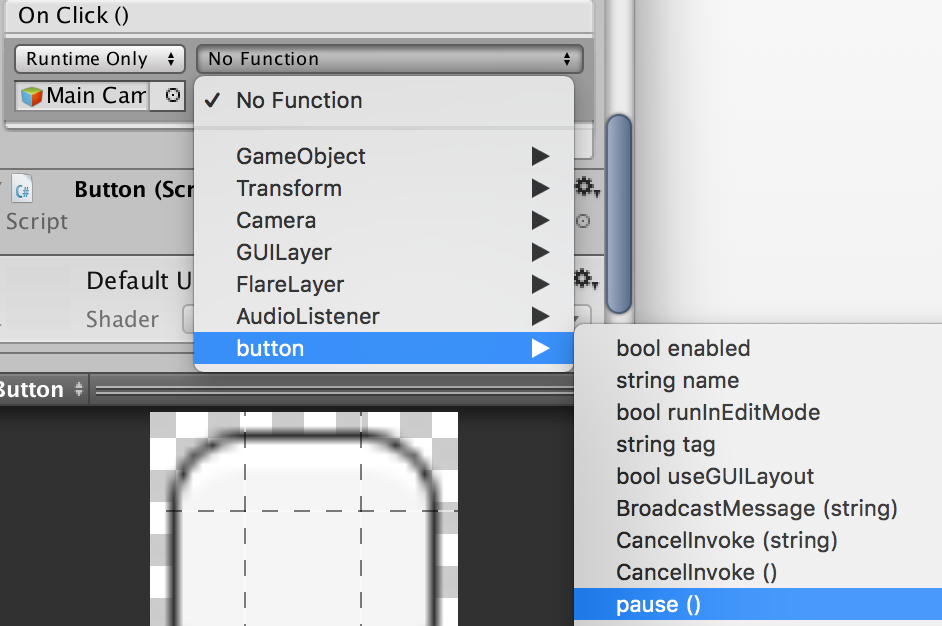 On Click ()
Runtime Only
No Function
Main Cam
✓ No Function
GameObject
Transform
Camera
GUILayer
FlareLayer
AudioListener
button
C#
Button (Scr
Script
Default U
Shader
Button
bool enabled
string name
bool runInEditMode
string tag
bool useGUILayout
BroadcastMessage (string)
CancelInvoke (string)
CancelInvoke ()
pause ()